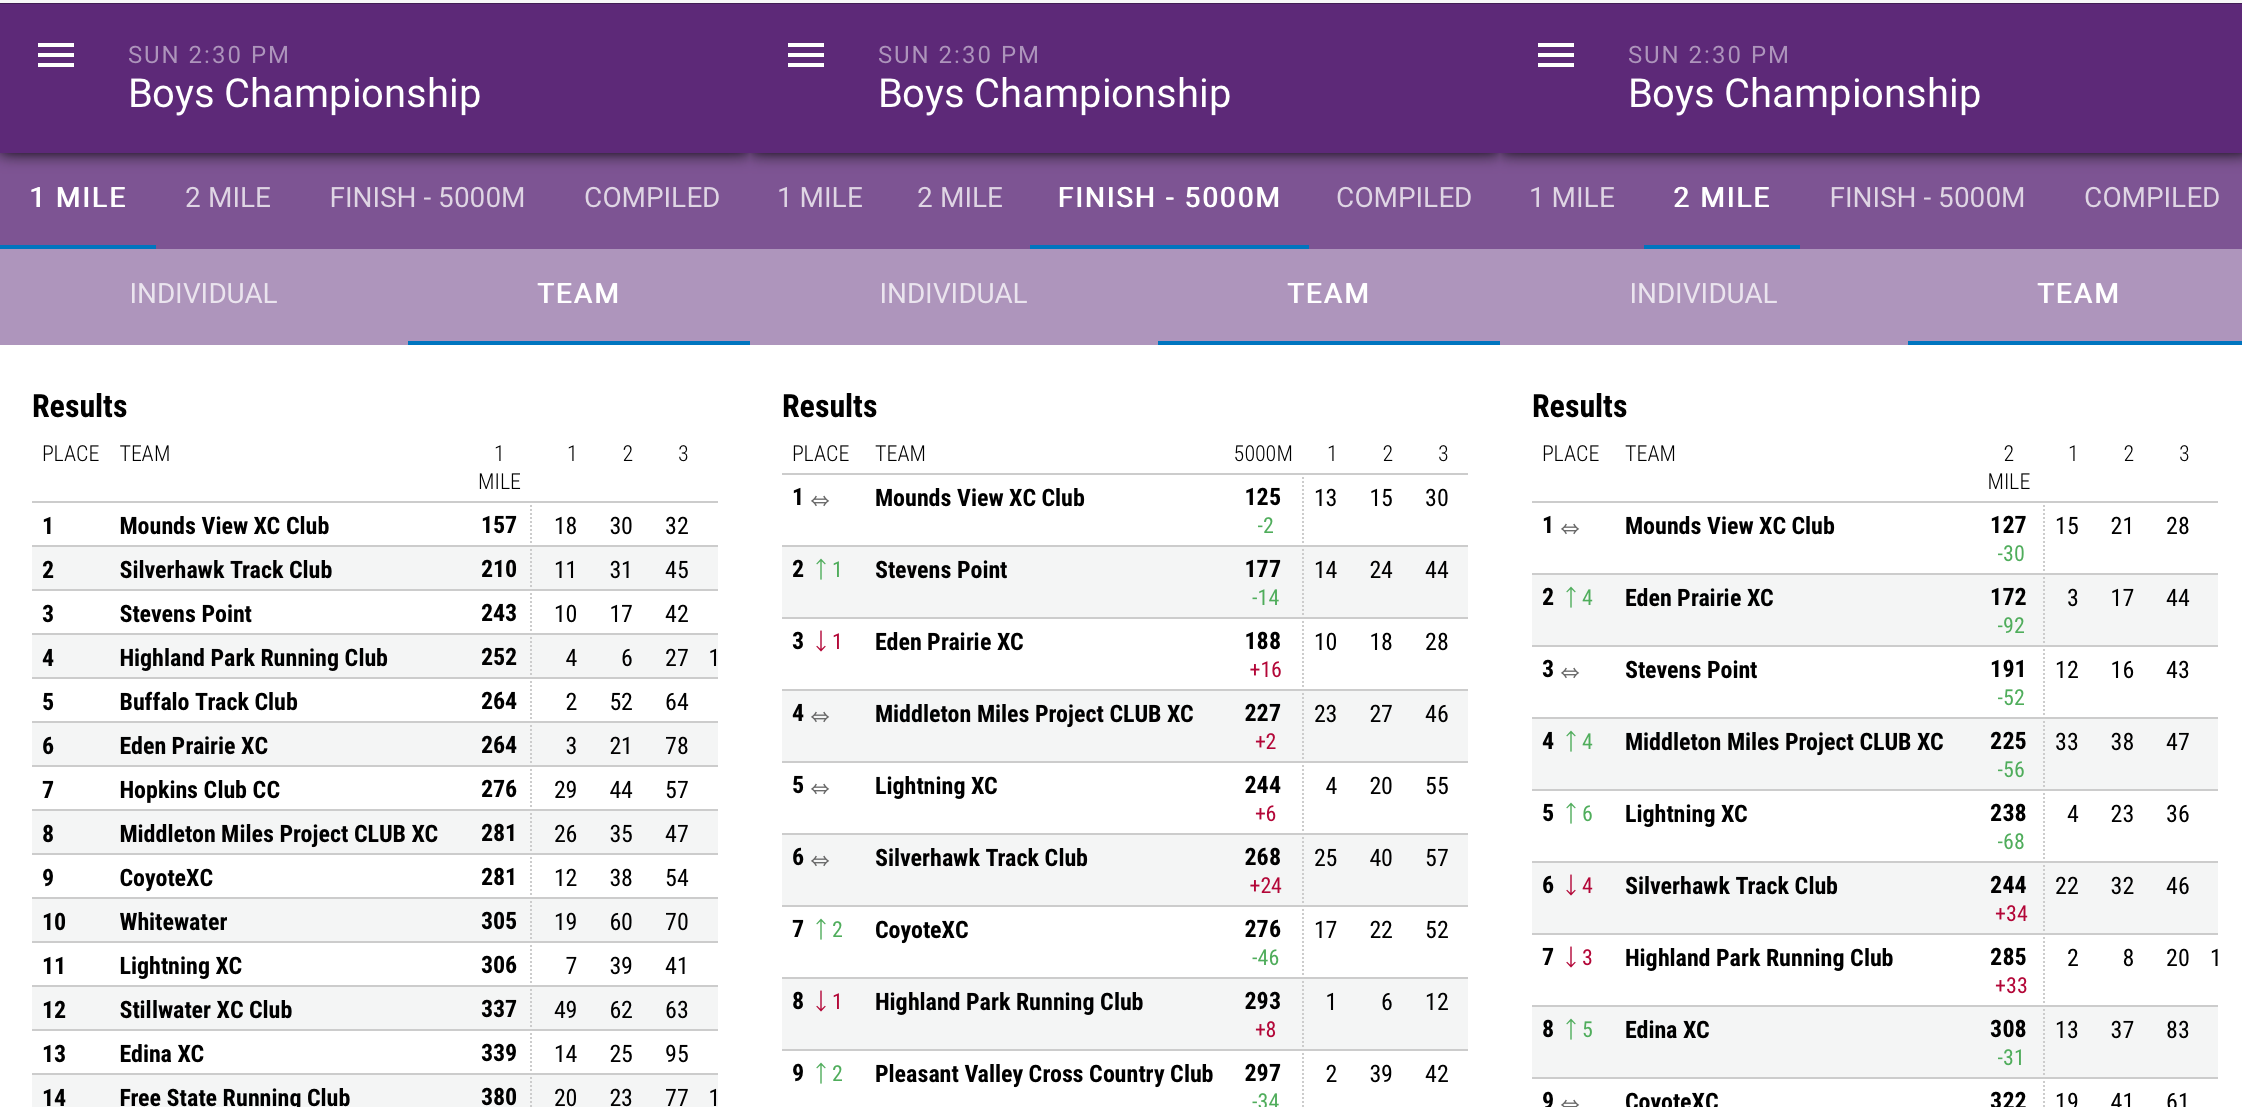 SUN 2:30 PM
Boys Championship
1 MILE 2 MILE FINISH - 5000M COMPILED
INDIVIDUAL TEAM
Results
PLACE TEAM 1 MILE 1 2 3
1 Mounds View XC Club 157 18 30 32
2 Silverhawk Track Club 210 11 31 45
3 Stevens Point 243 10 17 42
4 Highland Park Running Club 252 4 6 27 1
5 Buffalo Track Club 264 2 52 64
6 Eden Prairie XC 264 3 21 78
7 Hopkins Club CC 276 29 44 57
8 Middleton Miles Project CLUB XC 281 26 35 47
9 CoyoteXC 281 12 38 54
10 Whitewater 305 19 60 70
11 Lightning XC 306 7 39 41
12 Stillwater XC Club 337 49 62 63
13 Edina XC 339 14 25 95
14 Free State Running Club 380 20 23 77 1
SUN 2:30 PM
Boys Championship
1 MILE 2 MILE FINISH - 5000M COMPILED
INDIVIDUAL TEAM
Results
PLACE TEAM 5000M 1 2 3
1 ⇔ Mounds View XC Club 125 13 15 30
-2
2 ↑ 1 Stevens Point 177 14 24 44
-14
3 ↓ 1 Eden Prairie XC 188 10 18 28
+16
4 ⇔ Middleton Miles Project CLUB XC 227 23 27 46
+2
5 ⇔ Lightning XC 244 4 20 55
+6
6 ⇔ Silverhawk Track Club 268 25 40 57
+24
7 ↑ 2 CoyoteXC 276 17 22 52
-46
8 ↓ 1 Highland Park Running Club 293 1 6 12
+8
9 ↑ 2 Pleasant Valley Cross Country Club 297 2 39 42
-34
SUN 2:30 PM
Boys Championship
1 MILE 2 MILE FINISH - 5000M COMPILED
INDIVIDUAL TEAM
Results
PLACE TEAM 2 MILE 1 2 3
1 ⇔ Mounds View XC Club 127 15 21 28
-30
2 ↑ 4 Eden Prairie XC 172 3 17 44
-92
3 ⇔ Stevens Point 191 12 16 43
-52
4 ↑ 4 Middleton Miles Project CLUB XC 225 33 38 47
-56
5 ↑ 6 Lightning XC 238 4 23 36
-68
6 ↓ 4 Silverhawk Track Club 244 22 32 46
+34
7 ↓ 3 Highland Park Running Club 285 2 8 20 1
+33
8 ↑ 5 Edina XC 308 13 37 83
-31
9 ⇔ CoyoteXC 322 19 41 61